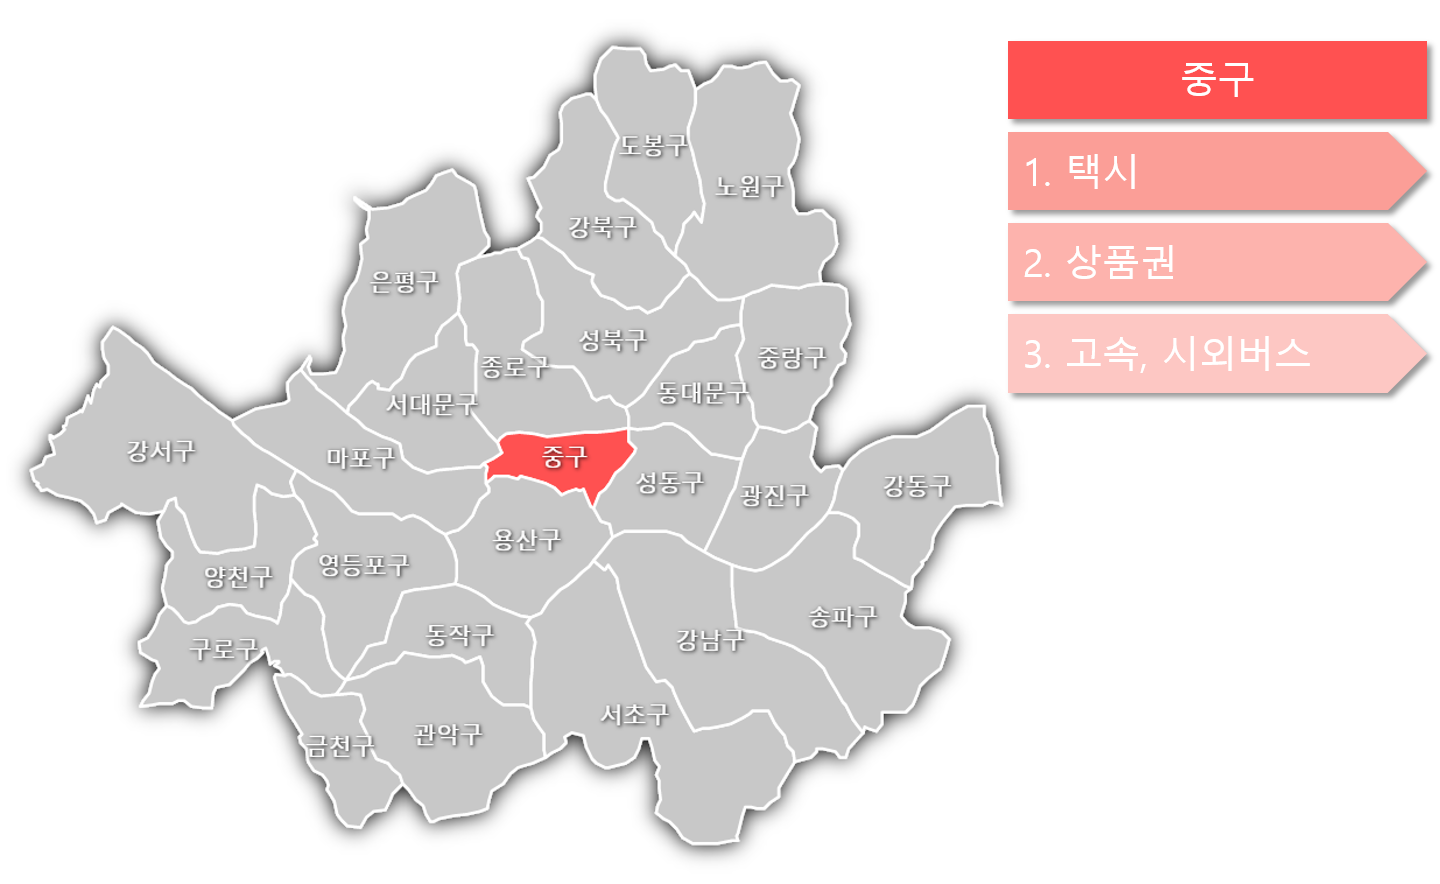 중구
1. 택시
2. 상품권
3. 고속, 시외버스
도봉구
노원구
강북구
은평구
성북구
중랑구
종로구
동대문구
서대문구
강서구
마포구
중구
성동구
광진구
강동구
용산구
영등포구
양천구
송파구
동작구
강남구
구로구
서초구
관악구
금천구